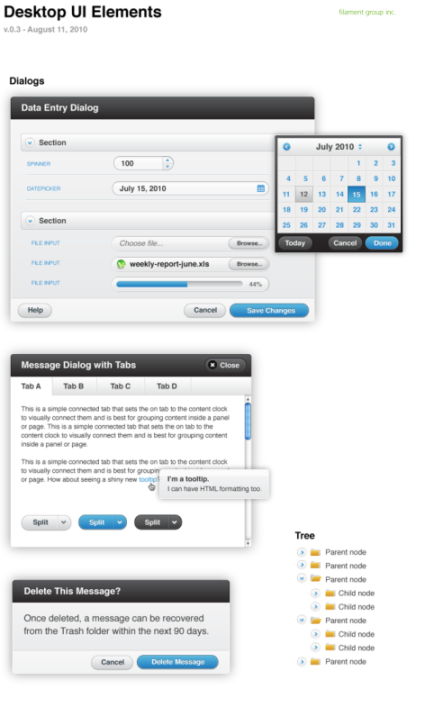 Desktop UI Elements
filament group inc.
v.0.3 - August 11, 2010
Dialogs
Data Entry Dialog
Section
SPINNER
100
DATEPICKER
July 15, 2010
Section
FILE INPUT
Choose file...
Browse...
FILE INPUT
weekly-report-june.xls
Browse...
FILE INPUT
44%
Help
Cancel
Save Changes
July 2010
1 2 3
4 5 6 7 8 9 10
11 12 13 14 15 16 17
18 19 20 21 22 23 24
25 26 27 28 29 30 31
Today
Cancel
Done
Message Dialog with Tabs
Close
Tab A
Tab B
Tab C
Tab D
This is a simple connected tab that sets the on tab to the content clock
to visually connect them and is best for grouping content inside a panel
or page. This is a simple connected tab that sets the on tab to the
content clock to visually connect them and is best for grouping content
inside a panel or page.
This is a simple connected tab that sets the on tab to the content clock
to visually connect them and is best for grouping
or page. How about seeing a shiny new tooltip
I'm a tooltip.
I can have HTML formatting too.
Split
Split
Split
Delete This Message?
Once deleted, a message can be recovered
from the Trash folder within the next 90 days.
Cancel
Delete Message
Tree
Parent node
Parent node
Parent node
Child node
Child node
Parent node
Child node
Child node
Parent node